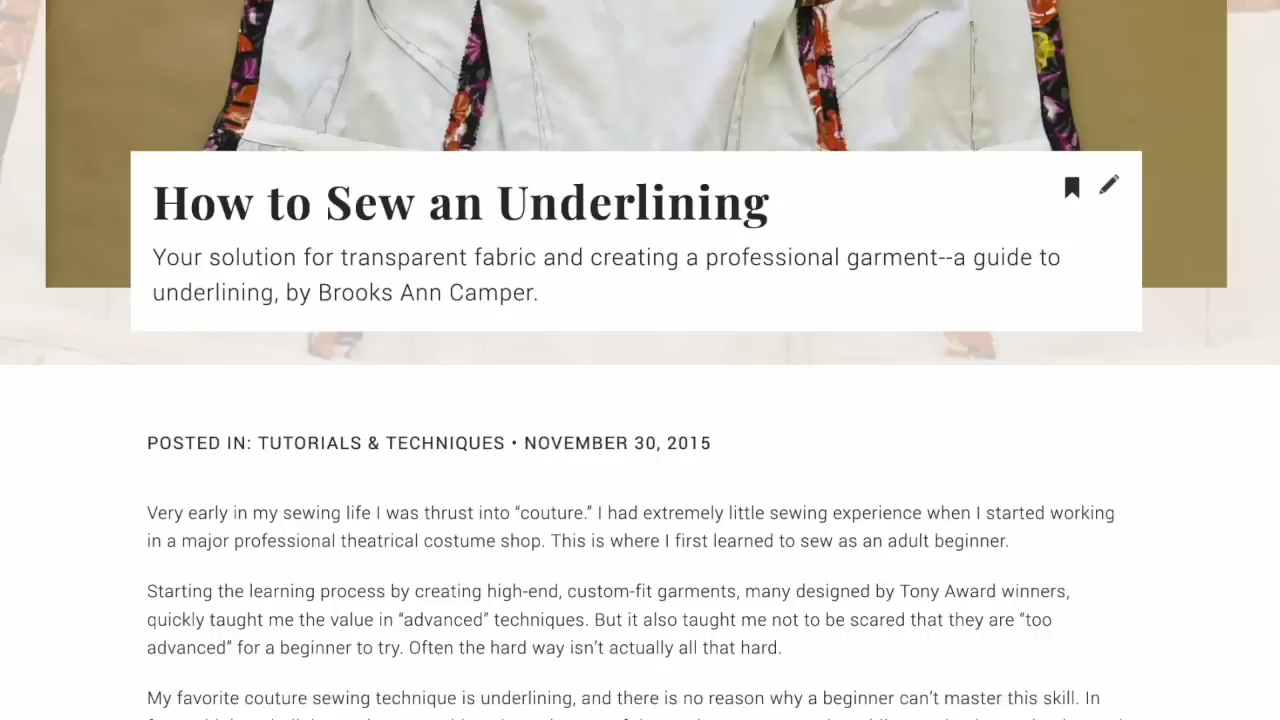 How to Sew an Underlining
Your solution for transparent fabric and creating a professional garment--a guide to
underlining, by Brooks Ann Camper.
POSTED IN: TUTORIALS & TECHNIQUES • NOVEMBER 30, 2015
Very early in my sewing life I was thrust into “couture.” I had extremely little sewing experience when I started working
in a major professional theatrical costume shop. This is where I first learned to sew as an adult beginner.
Starting the learning process by creating high-end, custom-fit garments, many designed by Tony Award winners,
quickly taught me the value in “advanced” techniques. But it also taught me not to be scared that they are “too
advanced” for a beginner to try. Often the hard way isn’t actually all that hard.
My favorite couture sewing technique is underlining, and there is no reason why a beginner can’t master this skill. In